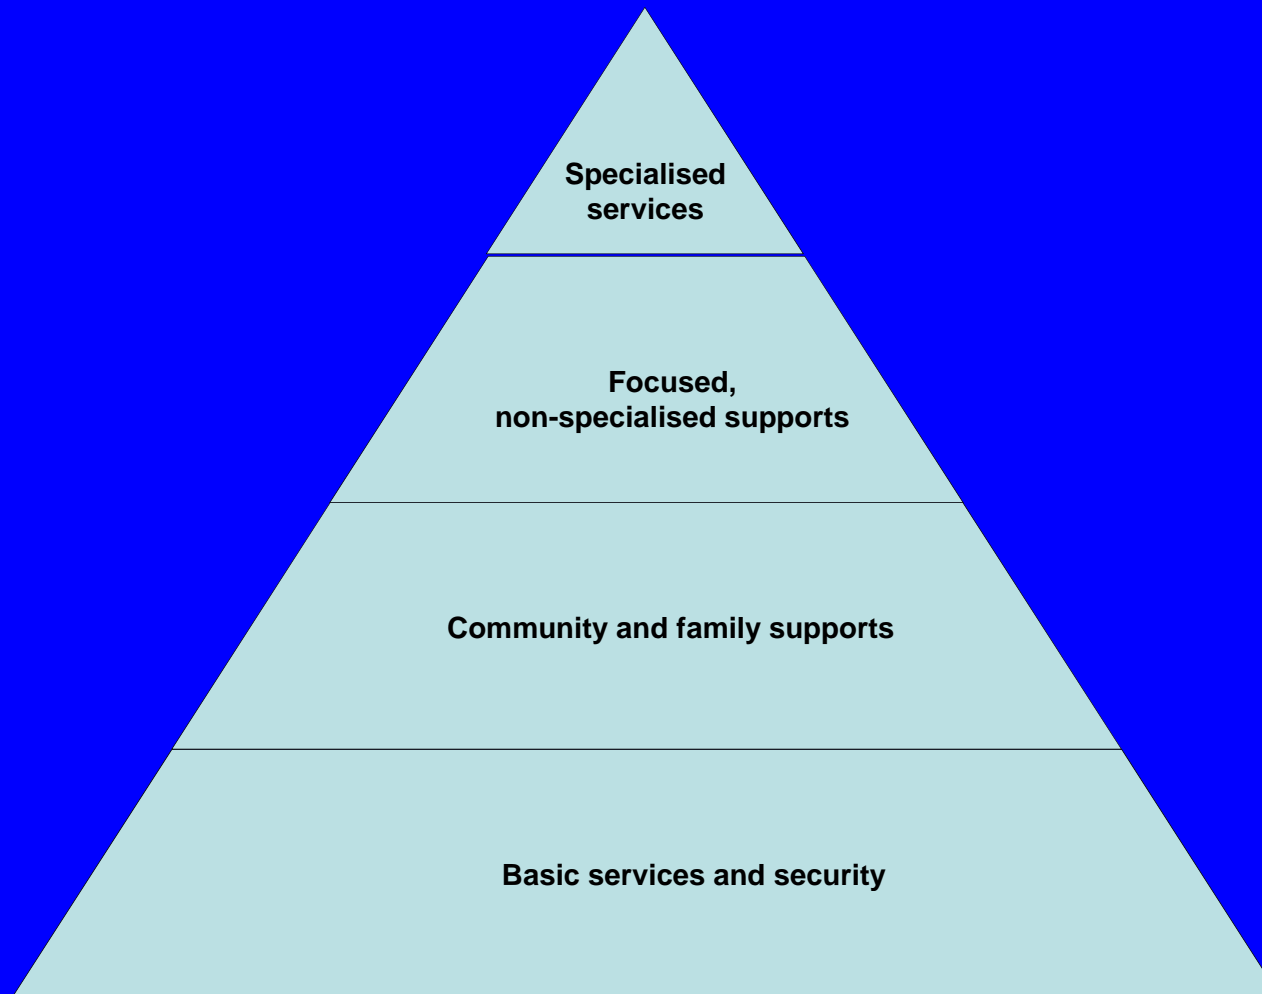 Specialised
services
Focused,
non-specialised supports
Community and family supports
Basic services and security